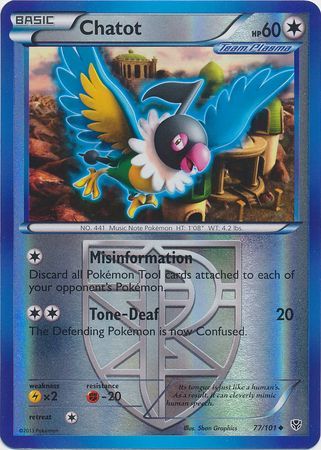 BASIC
Chatot
HP60
Team Plasma
NO. 441 Music Note Pokémon HT: 1'08" WT: 4.2 lbs.
Misinformation
Discard all Pokémon Tool cards attached to each of
your opponent's Pokémon.
Tone-Deaf 20
The Defending Pokémon is now Confused.
weakness
×2
resistance
-20
retreat
Its tongue is just like a human's.
As a result, it can cleverly mimic
human speech.
©2013 Pokémon
Illus. 5ban Graphics
77/101